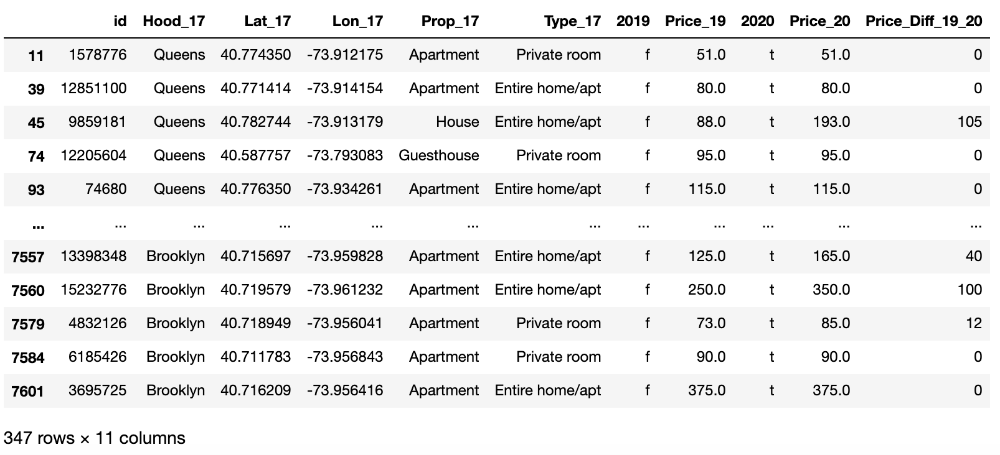 id Hood_17 Lat_17 Lon_17 Prop_17 Type_17 2019 Price_19 2020 Price_20 Price_Diff_19_20
11 1578776 Queens 40.774350 -73.912175 Apartment Private room f 51.0 t 51.0 0
39 12851100 Queens 40.771414 -73.914154 Apartment Entire home/apt f 80.0 t 80.0 0
45 9859181 Queens 40.782744 -73.913179 House Entire home/apt f 88.0 t 193.0 105
74 12205604 Queens 40.587757 -73.793083 Guesthouse Private room f 95.0 t 95.0 0
93 74680 Queens 40.776350 -73.934261 Apartment Entire home/apt f 115.0 t 115.0 0
... ... ... ... ... ... ... ... ... ... ... ...
7557 13398348 Brooklyn 40.715697 -73.959828 Apartment Entire home/apt f 125.0 t 165.0 40
7560 15232776 Brooklyn 40.719579 -73.961232 Apartment Entire home/apt f 250.0 t 350.0 100
7579 4832126 Brooklyn 40.718949 -73.956041 Apartment Private room f 73.0 t 85.0 12
7584 6185426 Brooklyn 40.711783 -73.956843 Apartment Private room f 90.0 t 90.0 0
7601 3695725 Brooklyn 40.716209 -73.956416 Apartment Entire home/apt f 375.0 t 375.0 0
347 rows × 11 columns